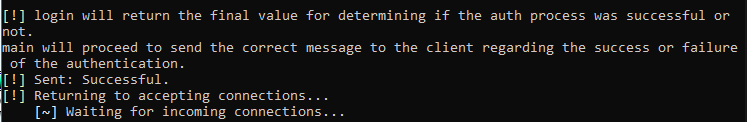 [!] login will return the final value for determining if the auth process was successful or
not.
main will proceed to send the correct message to the client regarding the success or failure
 of the authentication.
[!] Sent: Successful.
[!] Returning to accepting connections...
    [~] Waiting for incoming connections...